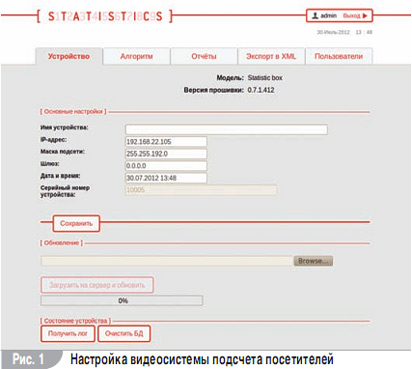 [ S1T2A3T4I5S6T7I8C9S ]
admin Выход
30-Июль-2012 13 : 48
Устройство Алгоритм Отчёты Экспорт в XML Пользователи
Модель: Statistic box
Версия прошивки: 0.7.1.412
[ Основные настройки ]
Имя устройства:
IP-адрес: 192.168.22.105
Маска подсети: 255.255.192.0
Шлюз: 0.0.0.0
Дата и время: 30.07.2012 13:48
Серийный номер
устройства: 10005
Сохранить
[ Обновление ]
Browse...
Загрузить на сервер и обновить
0%
[ Состояние устройства ]
Получить лог Очистить БД
Рис. 1 Настройка видеосистемы подсчета посетителей